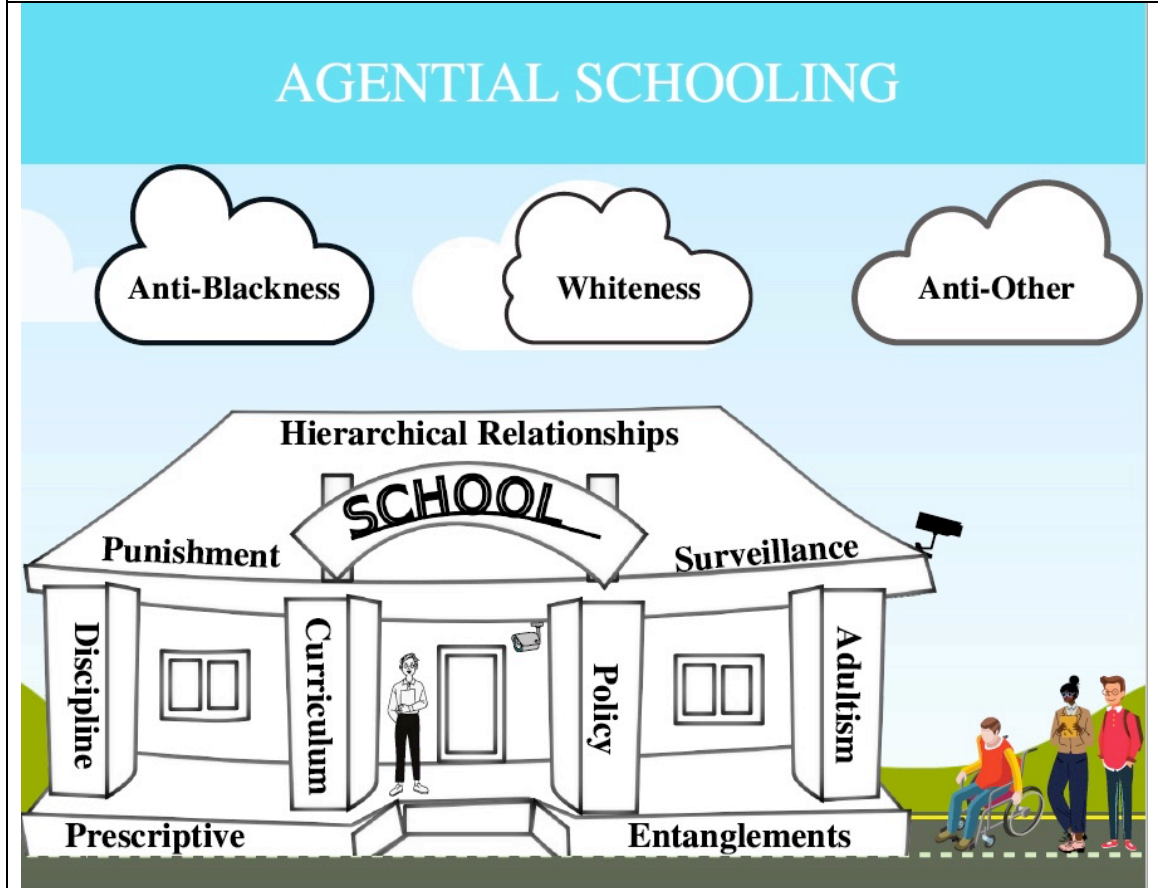 AGENTIAL SCHOOLING
Anti-Blackness
Whiteness
Anti-Other
Hierarchical Relationships
SCHOOL
Punishment
Surveillance
Discipline
Curriculum
Policy
Adultism
Prescriptive
Entanglements